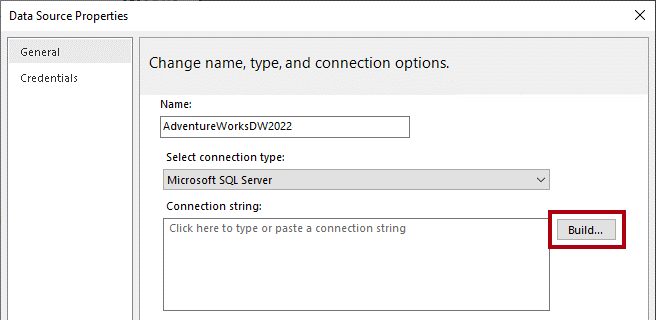 Data Source Properties
General
Credentials
Change name, type, and connection options.
Name:
AdventureWorksDW2022
Select connection type:
Microsoft SQL Server
Connection string:
Click here to type or paste a connection string
Build...